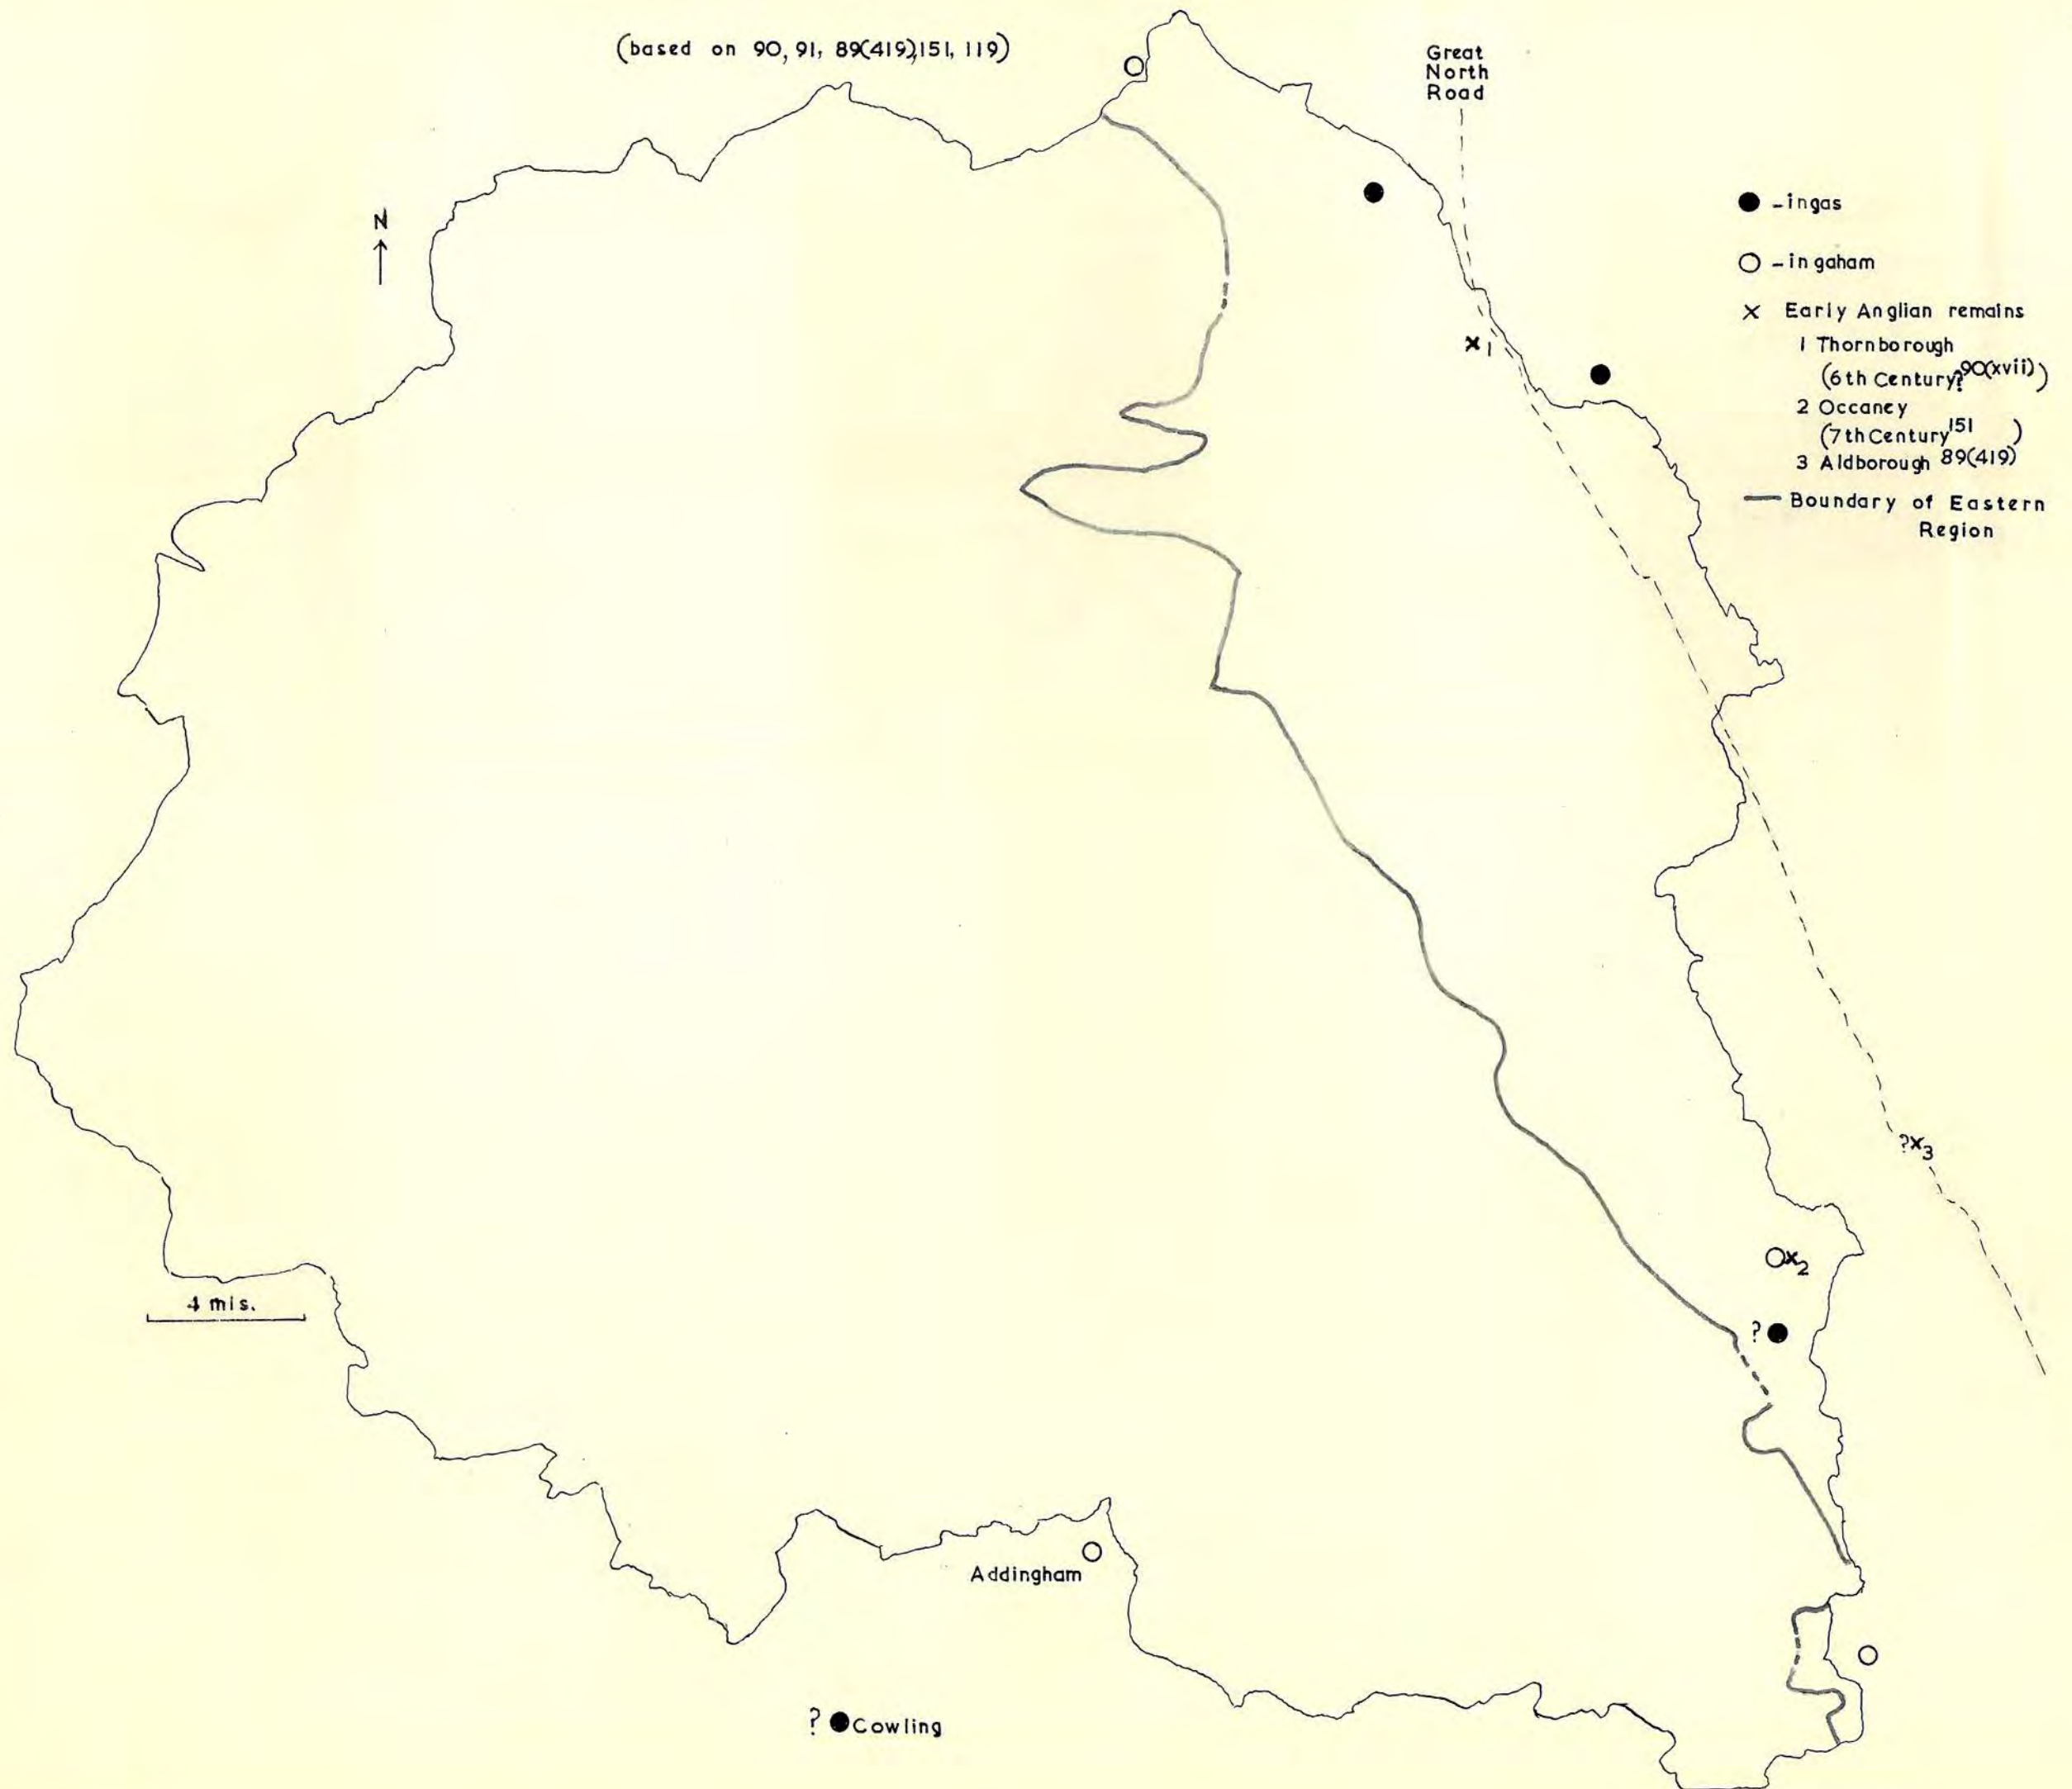 (based on 90, 91, 89(419), 151, 119)
Great
North
Road
N
● -ingas
○ -ingaham
x Early Anglian remains
1 Thornborough
(6th Century? 90(xvii))
2 Occaney
(7th Century 151)
3 Aldborough 89(419)
Boundary of Eastern
Region
x 1
?x 3
x 2
4 mls.
?
Addingham
? Cowling